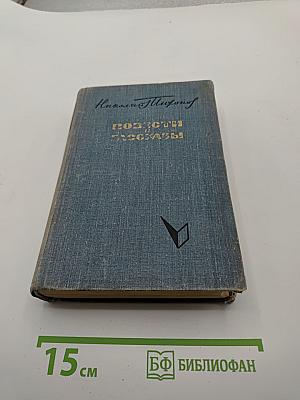 Николай Тихонов
ПОВЕСТИ
И
РАССКАЗЫ
15 см
БФ БИБЛИОФАН